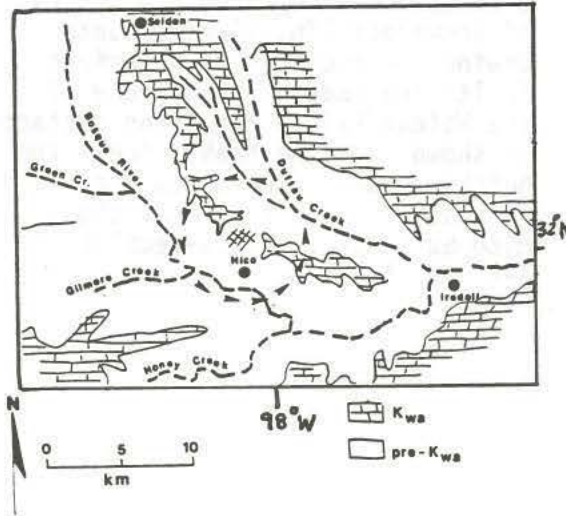 Selden
Bosque River
Green Cr.
Duffau Creek
32°N
Hico
Gilmore Creek
Iredell
Honey Creek
N
98°W
Kwa
pre-Kwa
0 5 10
km